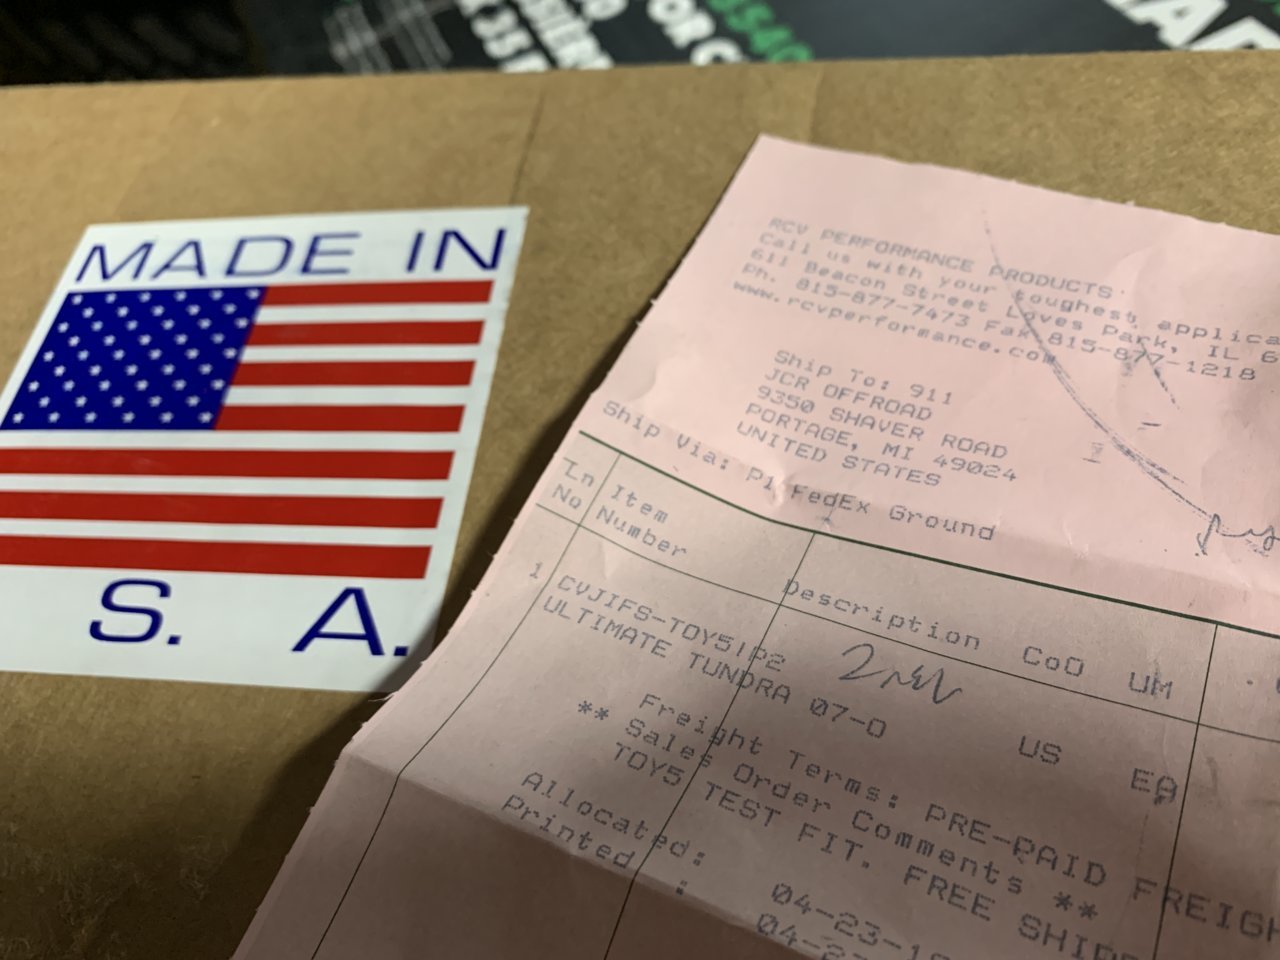 5540
FOR
MADE IN
S. A.
RCV PERFORMANCE PRODUCTS
Call us with your toughest
611 Beacon Street Loves Park, IL 6
Ph. 815-877-7473 Fax 815-877-1218
www.rcvperformance.com
Ship To: 911
JCR OFFROAD
9350 SHAVER ROAD
PORTAGE, MI 49024
UNITED STATES
Ship Via: P1 FedEx Ground
Ln No Item Number Description CoO UM
1 CVJIFS-TOY5IP2 US EA
ULTIMATE TUNDRA 07-0
Freight Terms: PRE-PAID
** Sales Order Comments **
TOY5 TEST FIT. FREE
Allocated: 04-23-
Printed : 04-2